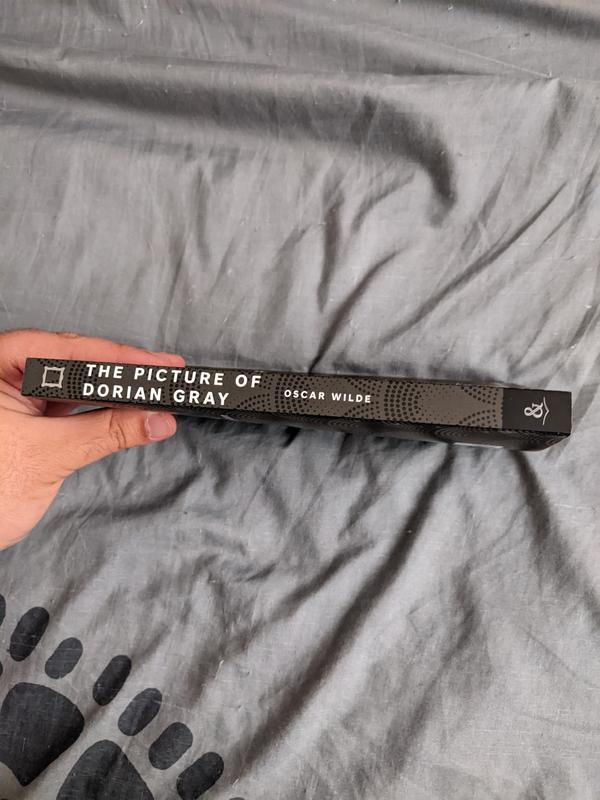 THE PICTURE OF
DORIAN GRAY
OSCAR WILDE
&